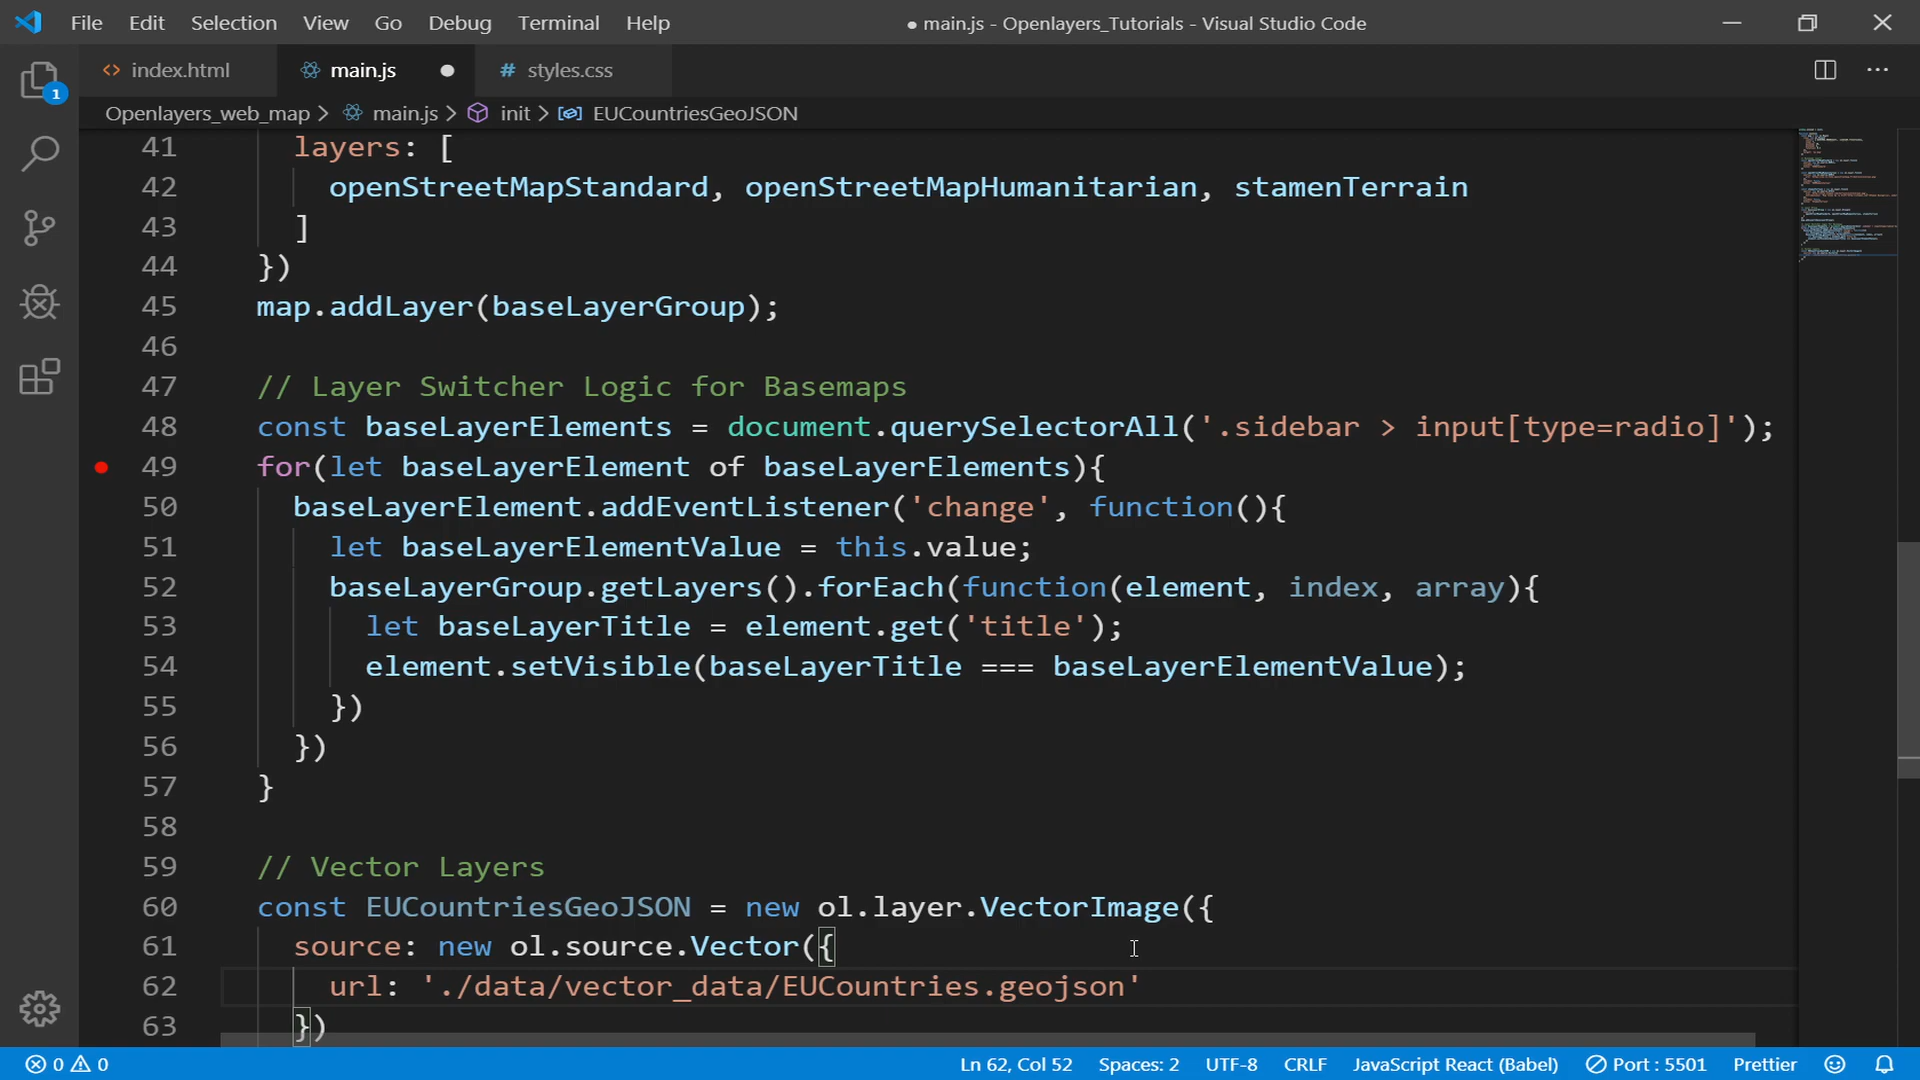 File Edit Selection View Go Debug Terminal Help ● main.js - Openlayers_Tutorials - Visual Studio Code
<> index.html main.js ● # styles.css
1
Openlayers_web_map > main.js > init > EUCountriesGeoJSON
41 layers: [
42 openStreetMapStandard, openStreetMapHumanitarian, stamenTerrain
43 ]
44 })
45 map.addLayer(baseLayerGroup);
46
47 // Layer Switcher Logic for Basemaps
48 const baseLayerElements = document.querySelectorAll('.sidebar > input[type=radio]');
49 for(let baseLayerElement of baseLayerElements){
50 baseLayerElement.addEventListener('change', function(){
51 let baseLayerElementValue = this.value;
52 baseLayerGroup.getLayers().forEach(function(element, index, array){
53 let baseLayerTitle = element.get('title');
54 element.setVisible(baseLayerTitle === baseLayerElementValue);
55 })
56 })
57 }
58
59 // Vector Layers
60 const EUCountriesGeoJSON = new ol.layer.VectorImage({
61 source: new ol.source.Vector({
62 url: './data/vector_data/EUCountries.geojson'
63 })
0 0 Ln 62, Col 52 Spaces: 2 UTF-8 CRLF JavaScript React (Babel) Port : 5501 Prettier